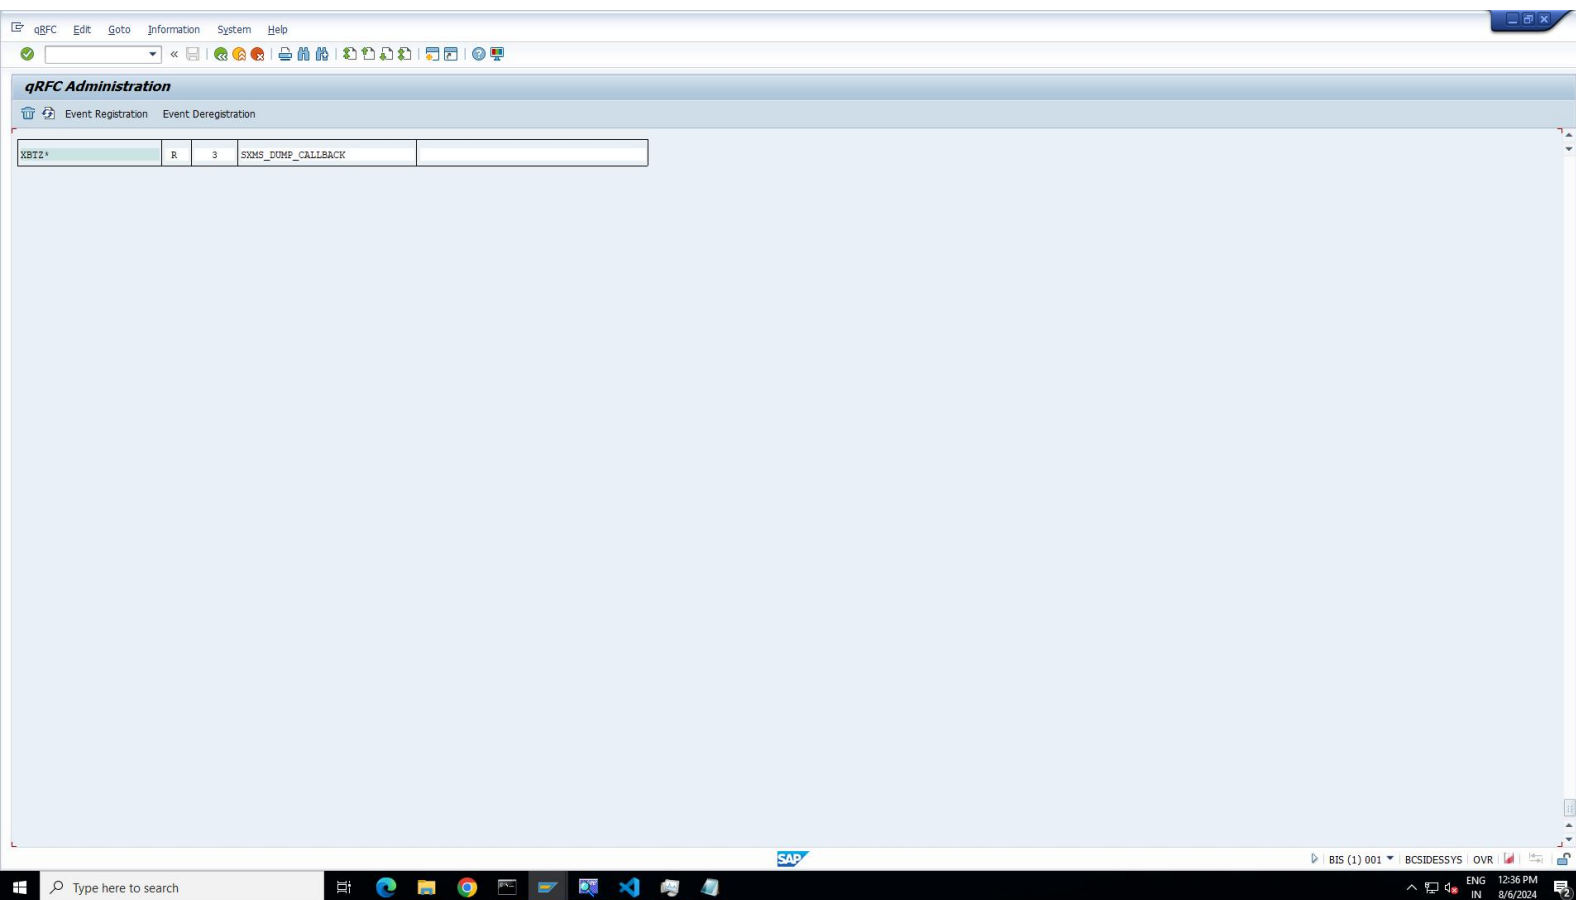 qRFC Edit Goto Information System Help
qRFC Administration
Event Registration Event Deregistration
XBTZ* R 3 SXMS_DUMP_CALLBACK
SAP
BIS (1) 001 BCSIDESSYS OVR
Type here to search
ENG 12:36 PM
IN 8/6/2024
2